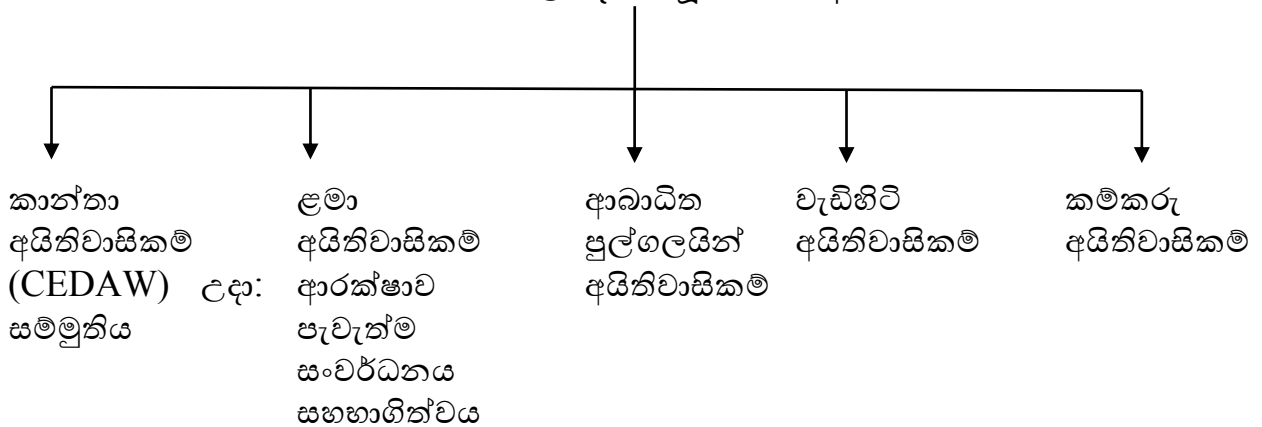 කාන්තා
අයිතිවාසිකම්
(CEDAW) උදා:
සම්මුතිය
ළමා
අයිතිවාසිකම්
ආරක්ෂාව
පැවැත්ම
සංවර්ධනය
සහභාගිත්වය
ආබාධිත
පුල්ගලයින්
අයිතිවාසිකම්
වැඩිහිටි
අයිතිවාසිකම්
කම්කරු
අයිතිවාසිකම්